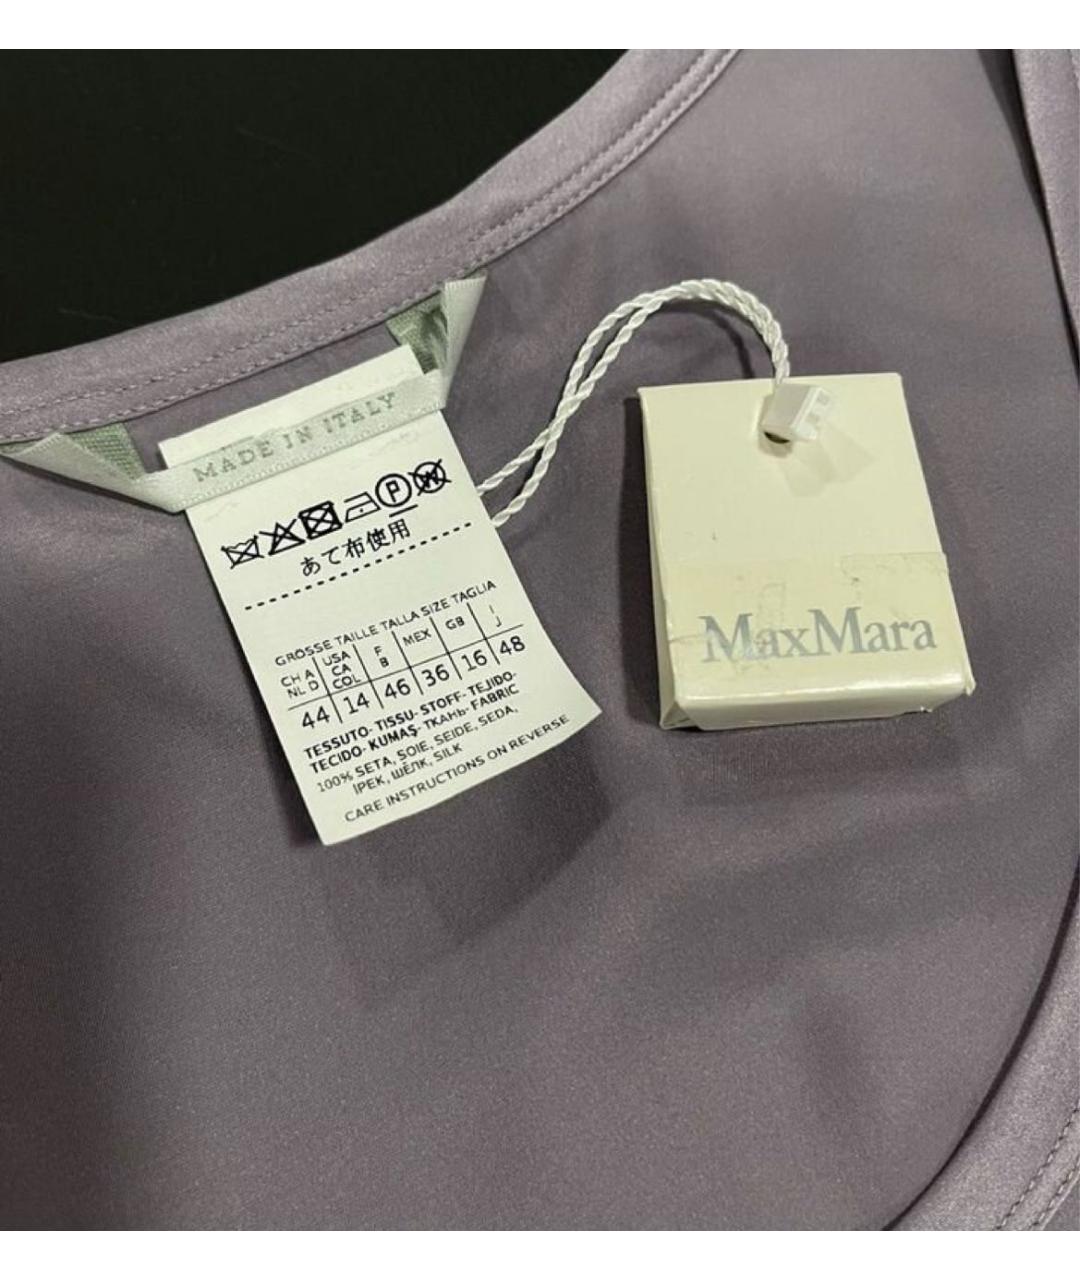 MADE IN ITALY
P W
あて布使用
GROSSE TAILLE TALLA SIZE TAGLIA
CH A NL D | USA CA COL | F B | MEX | GB | I J
44 | 14 | 46 | 36 | 16 | 48
TESSUTO- TISSU- STOFF- TEJIDO-
TECIDO- KUMAŞ- ТКАНЬ- FABRIC
100% SETA, SOIE, SEIDE, SEDA,
IPEK, ШЁЛК, SILK
CARE INSTRUCTIONS ON REVERSE
MaxMara